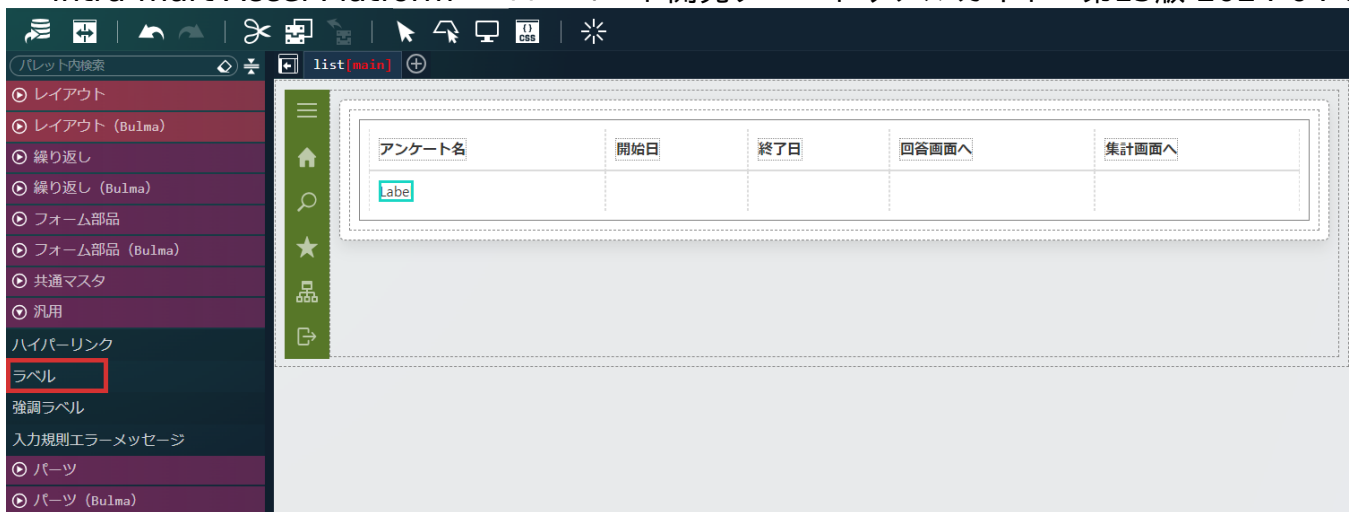 list[main]
パレット内検索
レイアウト
レイアウト (Bulma)
繰り返し
繰り返し (Bulma)
フォーム部品
フォーム部品 (Bulma)
共通マスタ
汎用
ハイパーリンク
ラベル
強調ラベル
入力規則エラーメッセージ
パーツ
パーツ (Bulma)
{} CSS
アンケート名 開始日 終了日 回答画面へ 集計画面へ
Label